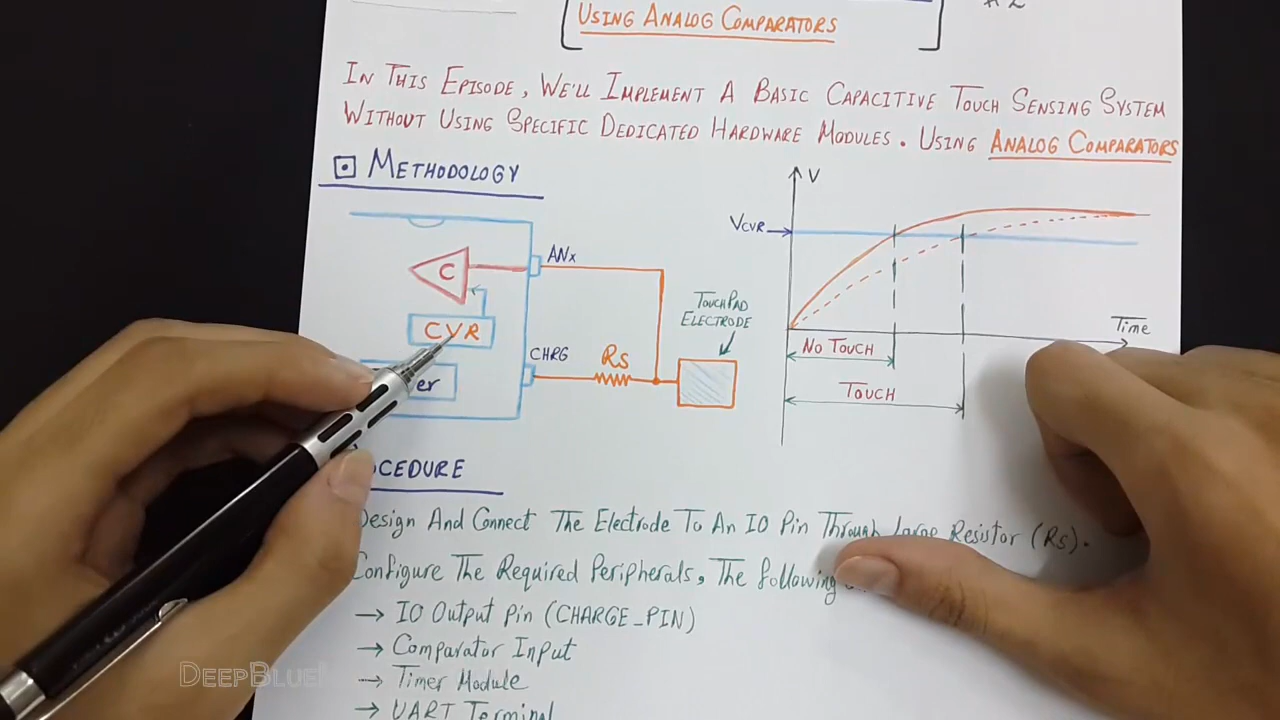 USING ANALOG COMPARATORS
IN THIS EPISODE, WE'LL IMPLEMENT A BASIC CAPACITIVE TOUCH SENSING SYSTEM
WITHOUT USING SPECIFIC DEDICATED HARDWARE MODULES. USING ANALOG COMPARATORS
METHODOLOGY
C
CVR
er
ANx
CHRG
Rs
TOUCHPAD
ELECTRODE
V
VCVR
Time
NO TOUCH
TOUCH
OCEDURE
Design And Connect The Electrode To An IO Pin Through Large Resistor (Rs).
Configure The Required Peripherals, The Following
→ IO Output Pin (CHARGE_PIN)
→ Comparator Input
→ Timer Module
→ UART Terminal
DEEPBLUE